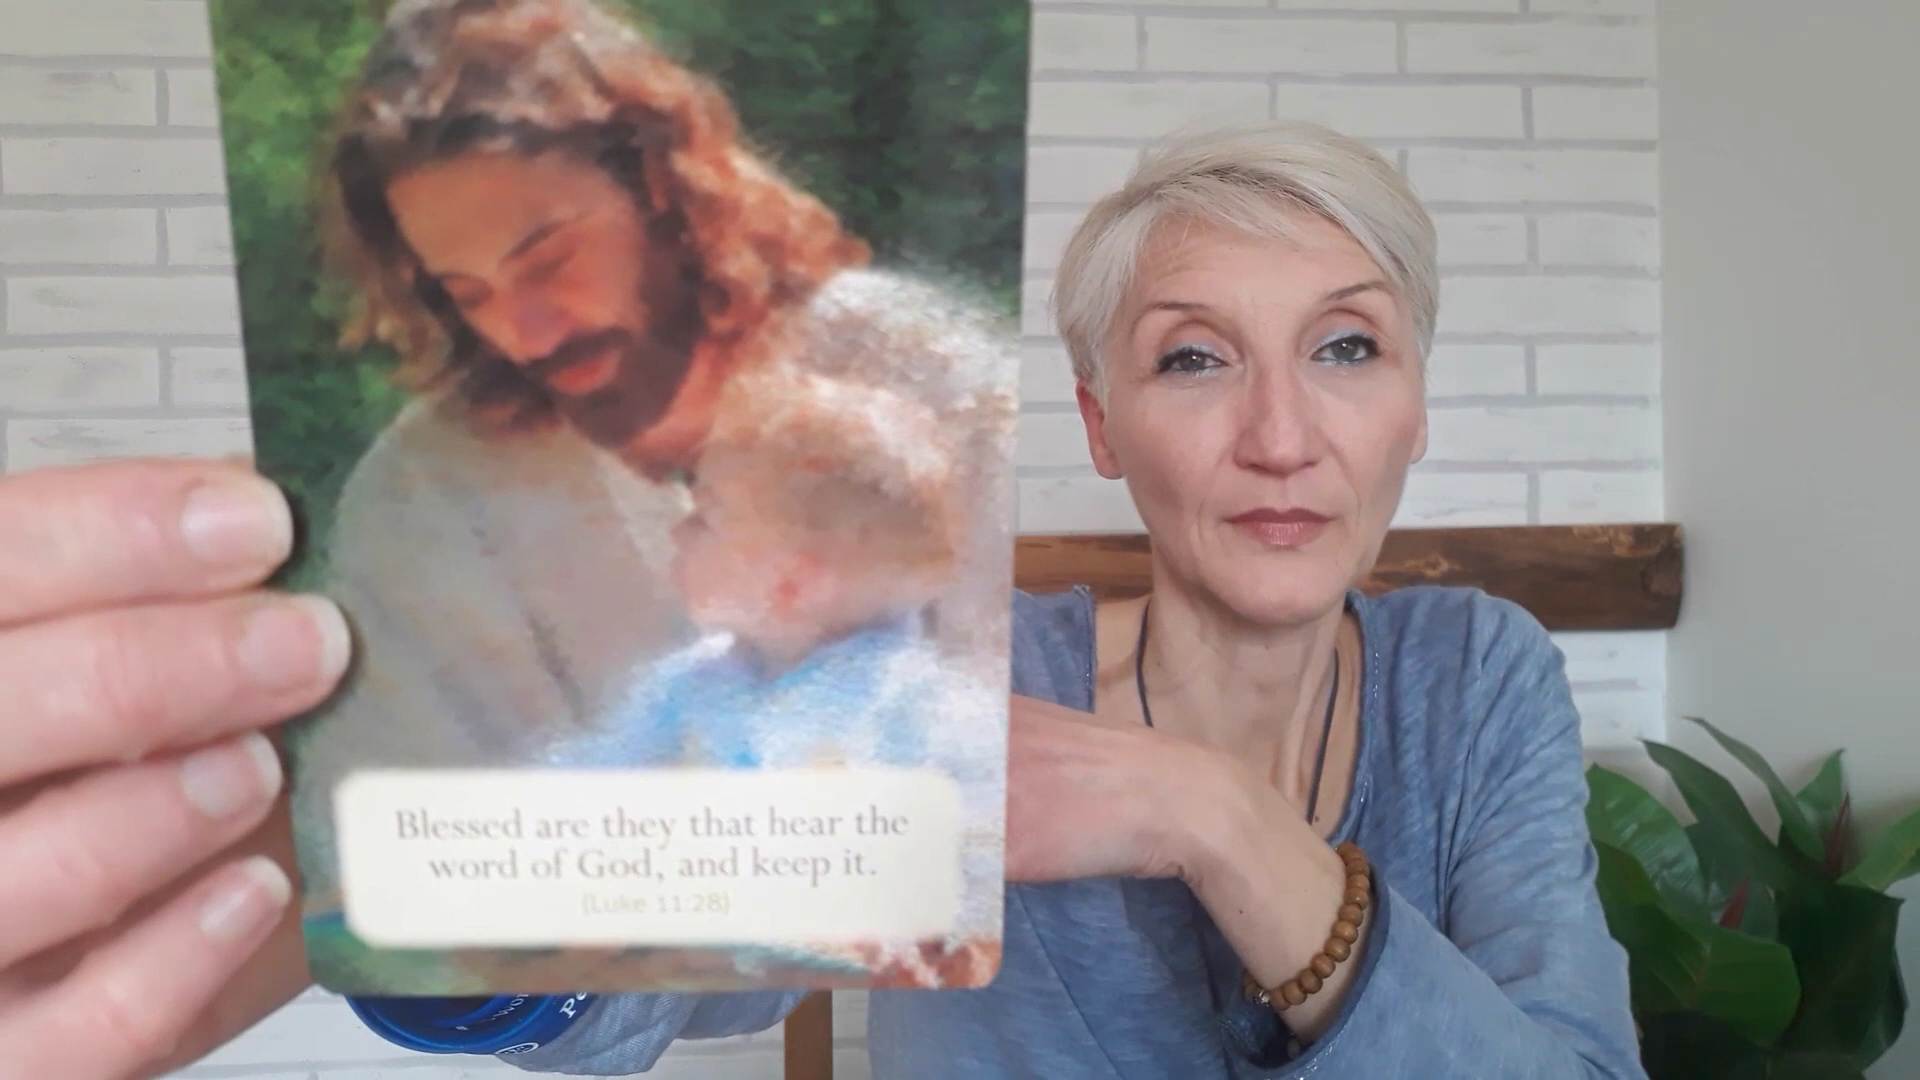 Blessed are they that hear the
word of God, and keep it.
(Luke 11:28)